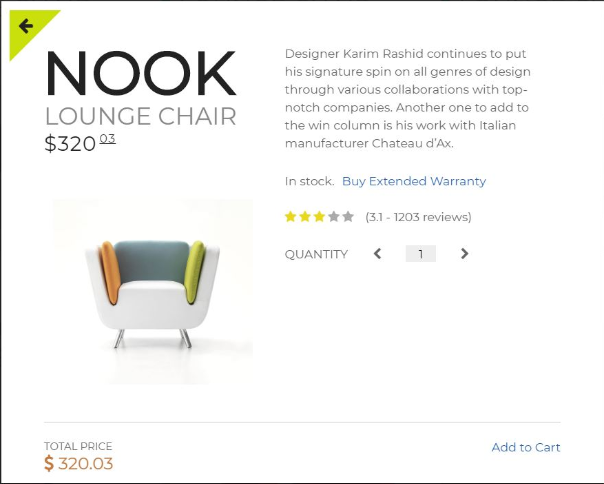 NOOK
LOUNGE CHAIR
$320 03
Designer Karim Rashid continues to put
his signature spin on all genres of design
through various collaborations with top-
notch companies. Another one to add to
the win column is his work with Italian
manufacturer Chateau d’Ax.
In stock. Buy Extended Warranty
(3.1 - 1203 reviews)
QUANTITY 1
TOTAL PRICE
$ 320.03
Add to Cart